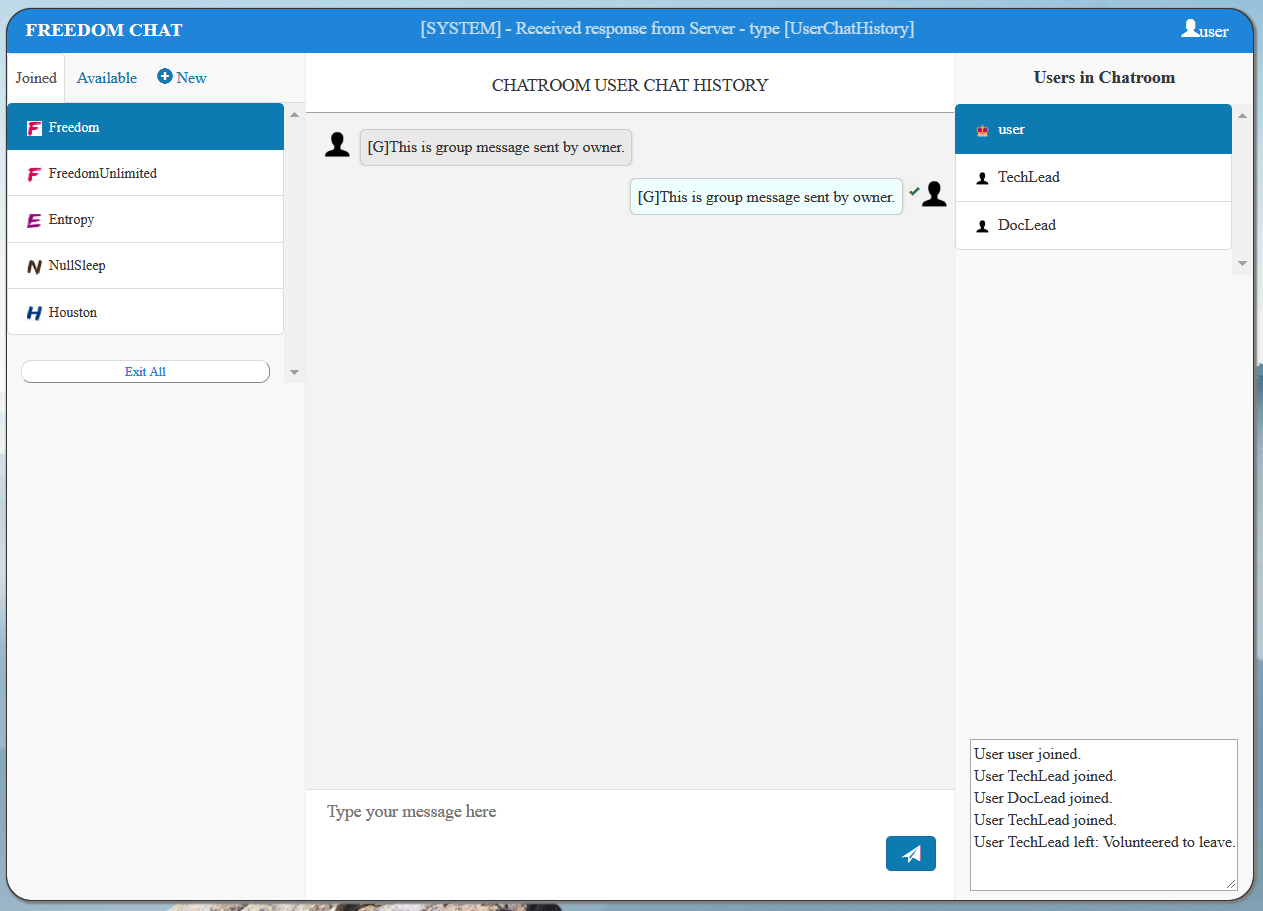 FREEDOM CHAT
[SYSTEM] - Received response from Server - type [UserChatHistory]
user
Joined
Available
New
F Freedom
F FreedomUnlimited
E Entropy
N NullSleep
H Houston
Exit All
CHATROOM USER CHAT HISTORY
[G]This is group message sent by owner.
[G]This is group message sent by owner.
Type your message here
Users in Chatroom
user
TechLead
DocLead
User user joined.
User TechLead joined.
User DocLead joined.
User TechLead joined.
User TechLead left: Volunteered to leave.